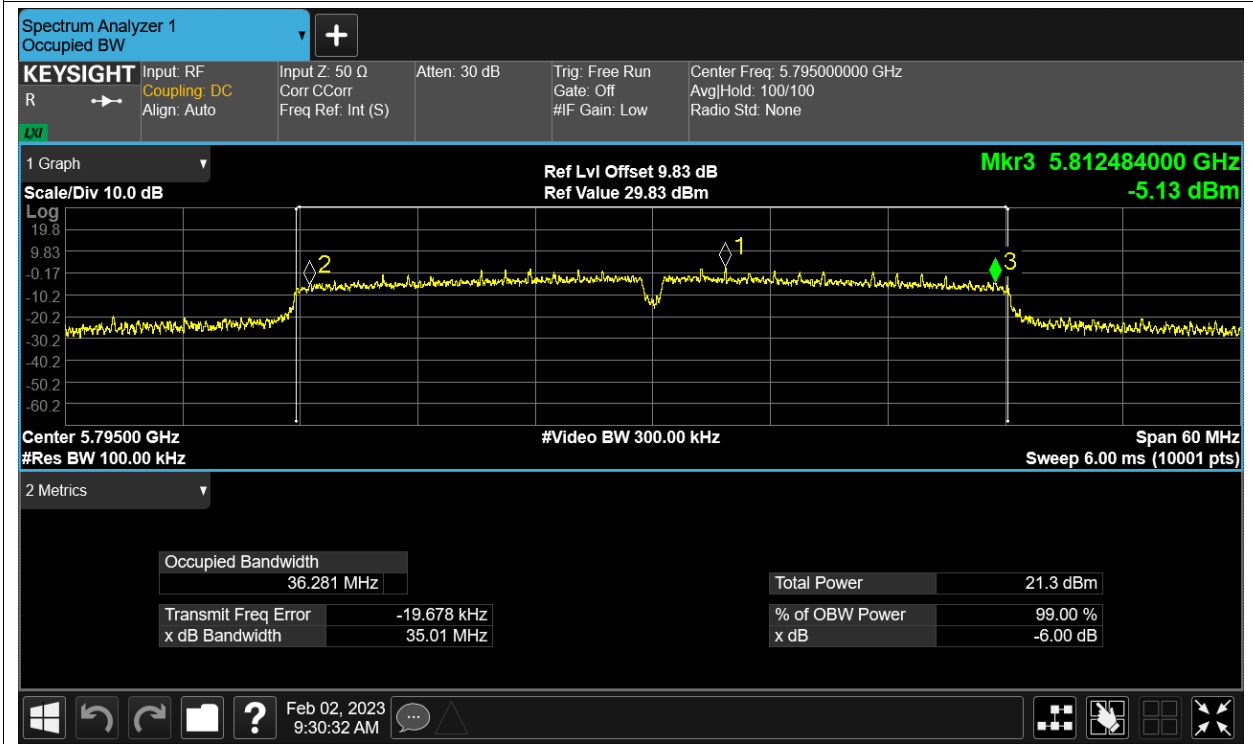 Spectrum Analyzer 1
Occupied BW
KEYSIGHT
R
LXI
Input: RF
Coupling: DC
Align: Auto
Input Z: 50 Ω
Corr CCorr
Freq Ref: Int (S)
Atten: 30 dB
Trig: Free Run
Gate: Off
#IF Gain: Low
Center Freq: 5.795000000 GHz
Avg|Hold: 100/100
Radio Std: None
1 Graph
Scale/Div 10.0 dB
Ref Lvl Offset 9.83 dB
Ref Value 29.83 dBm
Mkr3 5.812484000 GHz
-5.13 dBm
Log
19.8
9.83
-0.17
-10.2
-20.2
-30.2
-40.2
-50.2
-60.2
2
1
3
Center 5.79500 GHz
#Video BW 300.00 kHz
Span 60 MHz
#Res BW 100.00 kHz
Sweep 6.00 ms (10001 pts)
2 Metrics
Occupied Bandwidth
36.281 MHz
Transmit Freq Error -19.678 kHz
x dB Bandwidth 35.01 MHz
Total Power 21.3 dBm
% of OBW Power 99.00 %
x dB -6.00 dB
?
Feb 02, 2023
9:30:32 AM